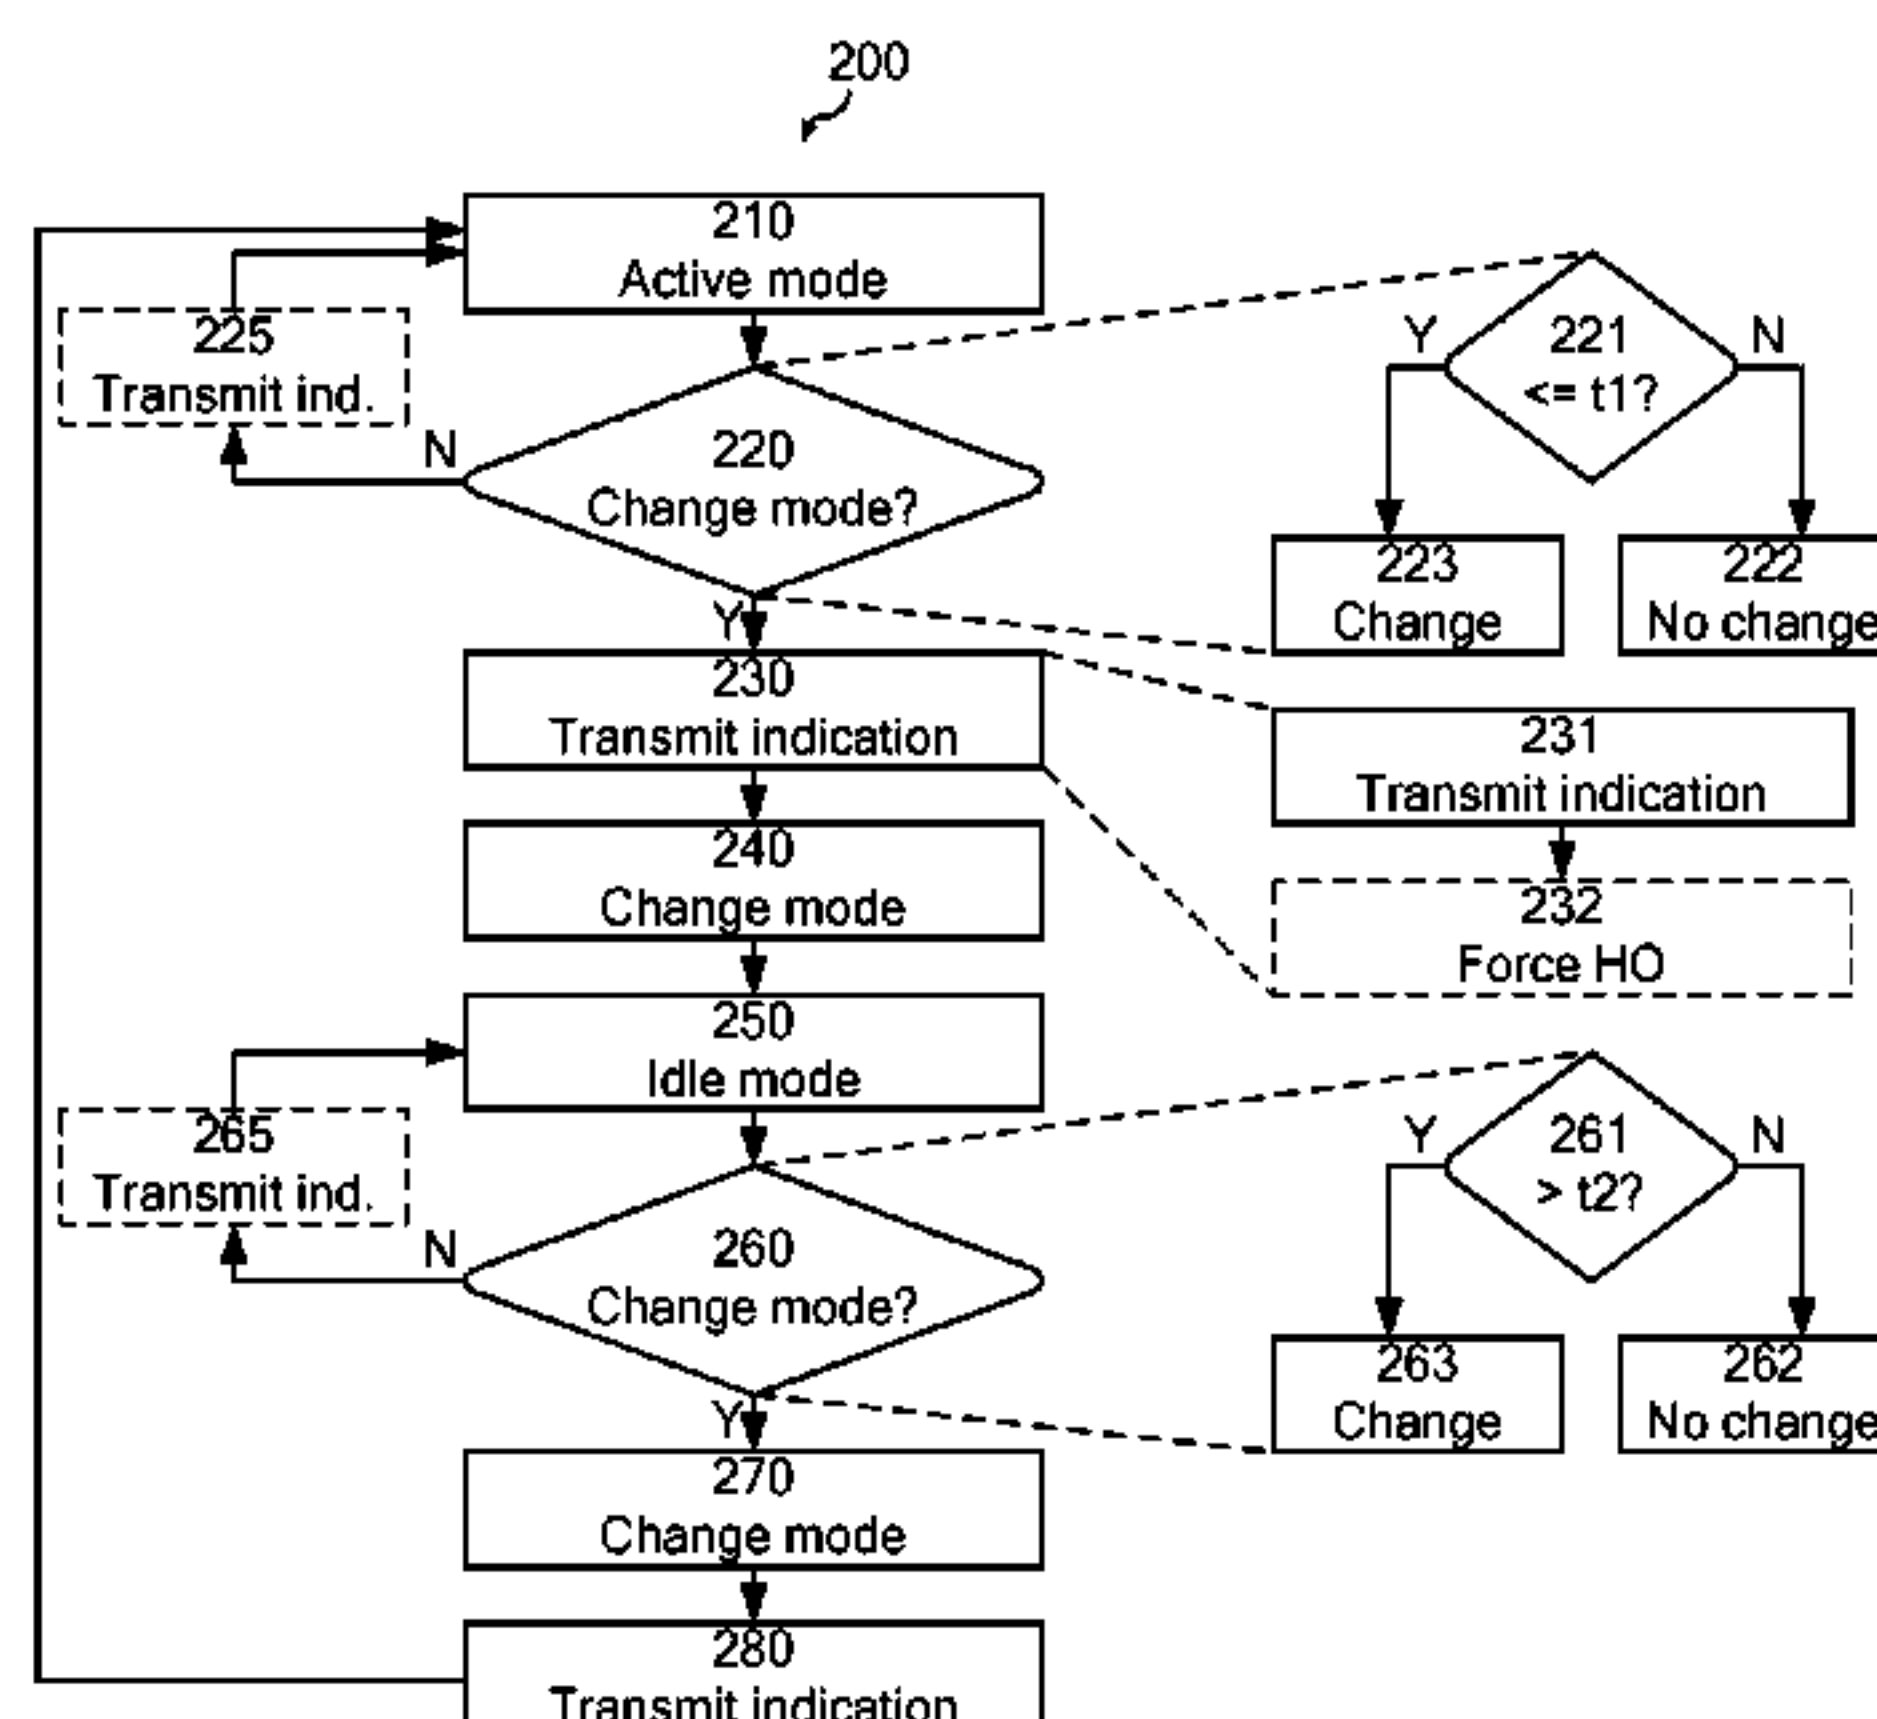 200
210
Active mode
225
Transmit ind.
N
220
Change mode?
Y
221
<= t1?
Y
N
223
Change
222
No change
230
Transmit indication
231
Transmit indication
232
Force HO
240
Change mode
250
Idle mode
265
Transmit ind.
N
260
Change mode?
Y
261
> t2?
Y
N
263
Change
262
No change
270
Change mode
280
Transmit indication